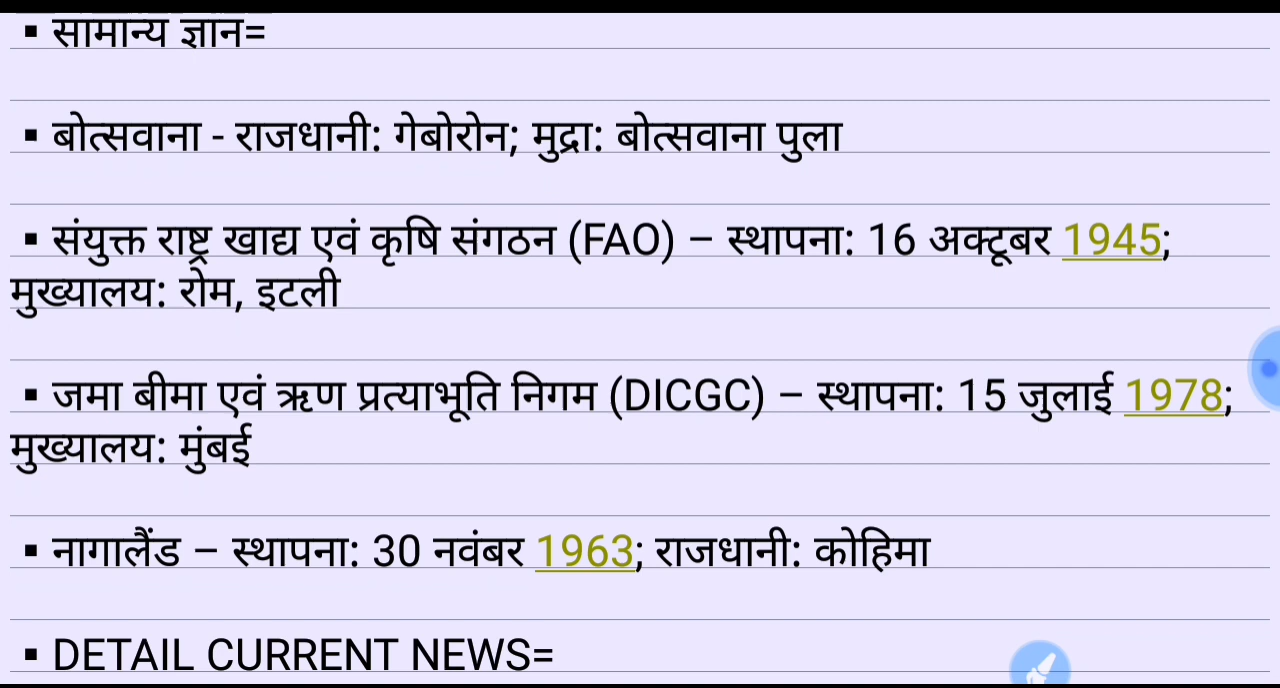 ▪ सामान्य ज्ञान=
▪ बोत्सवाना - राजधानी: गेबोरोन; मुद्रा: बोत्सवाना पुला
▪ संयुक्त राष्ट्र खाद्य एवं कृषि संगठन (FAO) – स्थापना: 16 अक्टूबर 1945;
मुख्यालय: रोम, इटली
▪ जमा बीमा एवं ऋण प्रत्याभूति निगम (DICGC) – स्थापना: 15 जुलाई 1978;
मुख्यालय: मुंबई
▪ नागालैंड – स्थापना: 30 नवंबर 1963; राजधानी: कोहिमा
▪ DETAIL CURRENT NEWS=